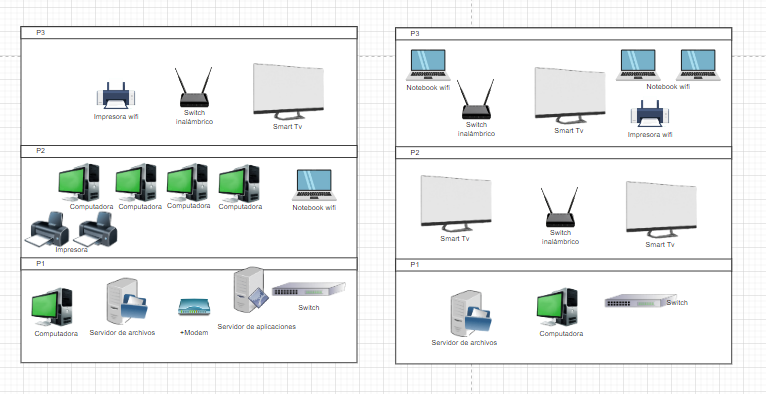 P3
Impresora wifi
Switch
inalámbrico
Smart Tv
P2
Computadora
Computadora
Computadora
Computadora
Notebook wifi
Impresora
P1
Computadora
Servidor de archivos
+Modem
Servidor de aplicaciones
Switch
P3
Notebook wifi
Switch
inalámbrico
Smart Tv
Notebook wifi
Impresora wifi
P2
Smart Tv
Switch
inalámbrico
Smart Tv
P1
Servidor de archivos
Computadora
Switch